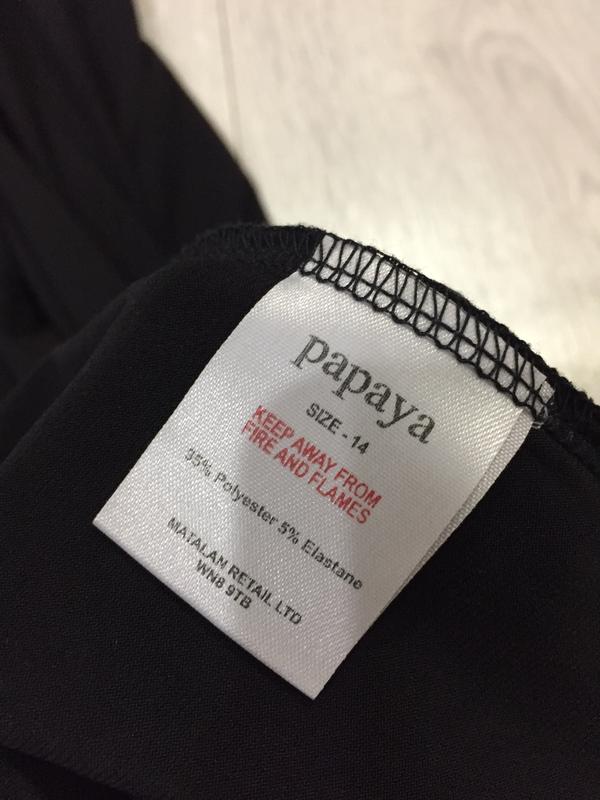 papaya
SIZE - 14
KEEP AWAY FROM
FIRE AND FLAMES
95% Polyester 5% Elastane
MATALAN RETAIL LTD
WN8 9TB